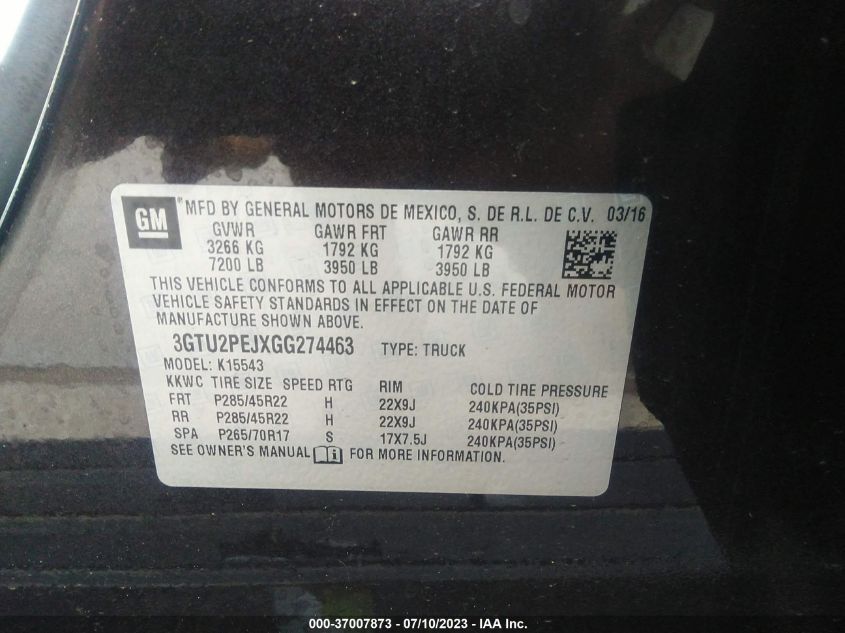 GM ® MFD BY GENERAL MOTORS DE MEXICO, S. DE R.L. DE C.V. 03/16
GVWR GAWR FRT GAWR RR
3266 KG 1792 KG 1792 KG
7200 LB 3950 LB 3950 LB
THIS VEHICLE CONFORMS TO ALL APPLICABLE U.S. FEDERAL MOTOR
VEHICLE SAFETY STANDARDS IN EFFECT ON THE DATE OF
MANUFACTURE SHOWN ABOVE.
3GTU2PEJXGG274463 TYPE: TRUCK
MODEL: K15543
KKWC TIRE SIZE SPEED RTG RIM COLD TIRE PRESSURE
FRT P285/45R22 H 22X9J 240KPA(35PSI)
RR P285/45R22 H 22X9J 240KPA(35PSI)
SPA P265/70R17 S 17X7.5J 240KPA(35PSI)
SEE OWNER'S MANUAL FOR MORE INFORMATION.
000-37007873 - 07/10/2023 - IAA Inc.